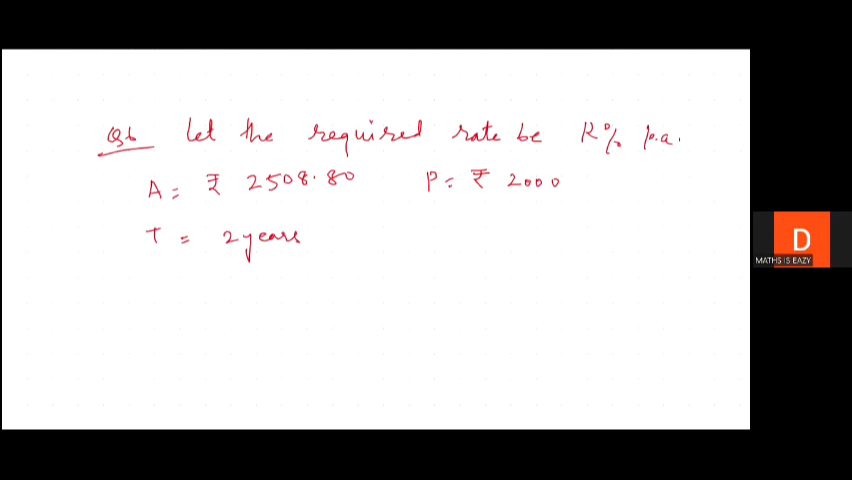 Q6 Let the required rate be R% p.a.
A = ₹ 2508.80 P = ₹ 2000
T = 2 years
D
MATHS IS EAZY